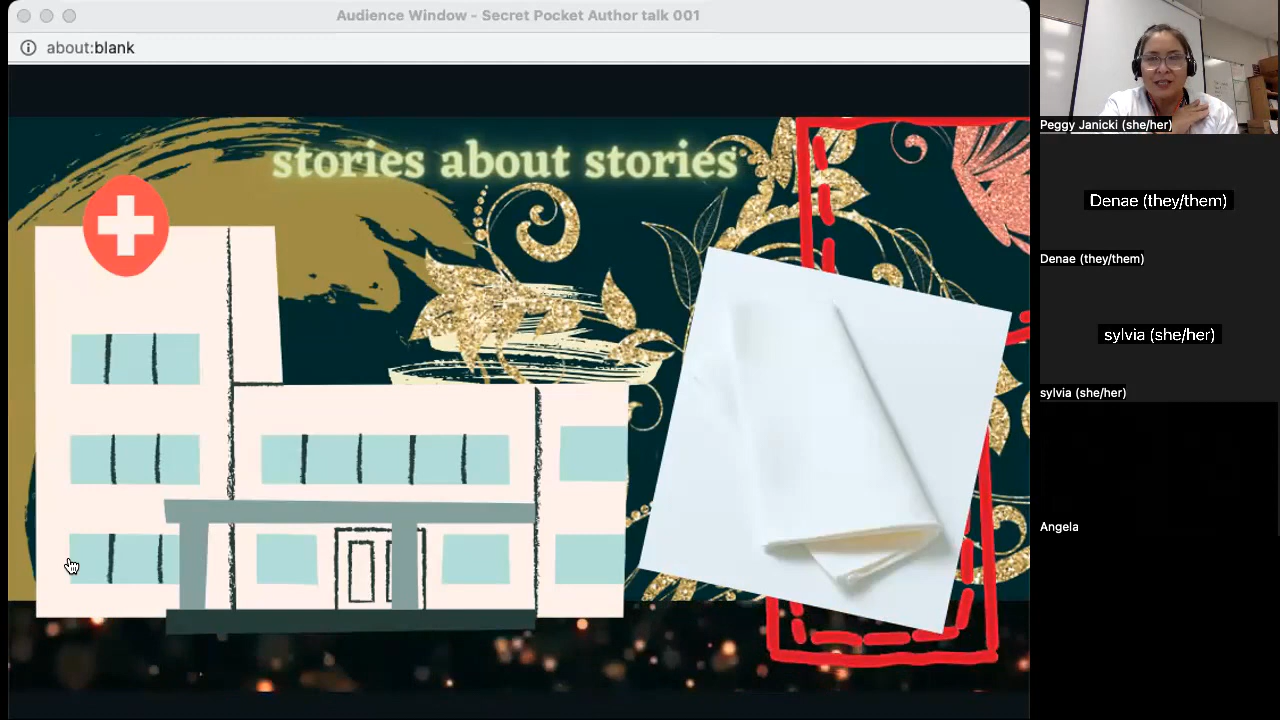 Audience Window - Secret Pocket Author talk 001
about:blank
stories about stories
Peggy Janicki (she/her)
Denae (they/them)
Denae (they/them)
sylvia (she/her)
sylvia (she/her)
Angela